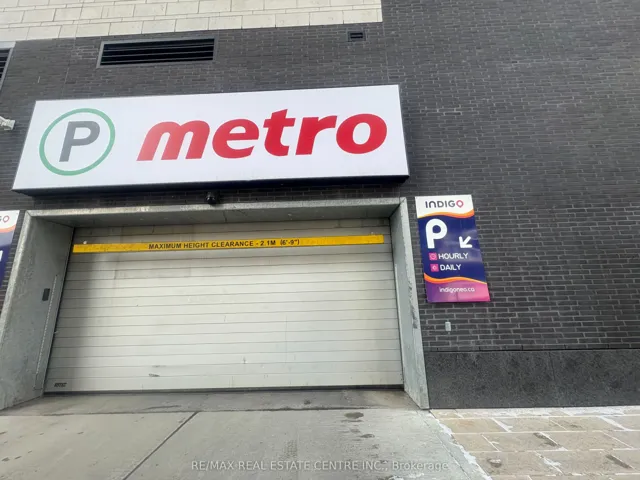 P metro
INDIGO
P
HOURLY
DAILY
indigoneo.ca
MAXIMUM HEIGHT CLEARANCE - 2.1M (6'-9")
RE/MAX REAL ESTATE CENTRE INC., Brokerage